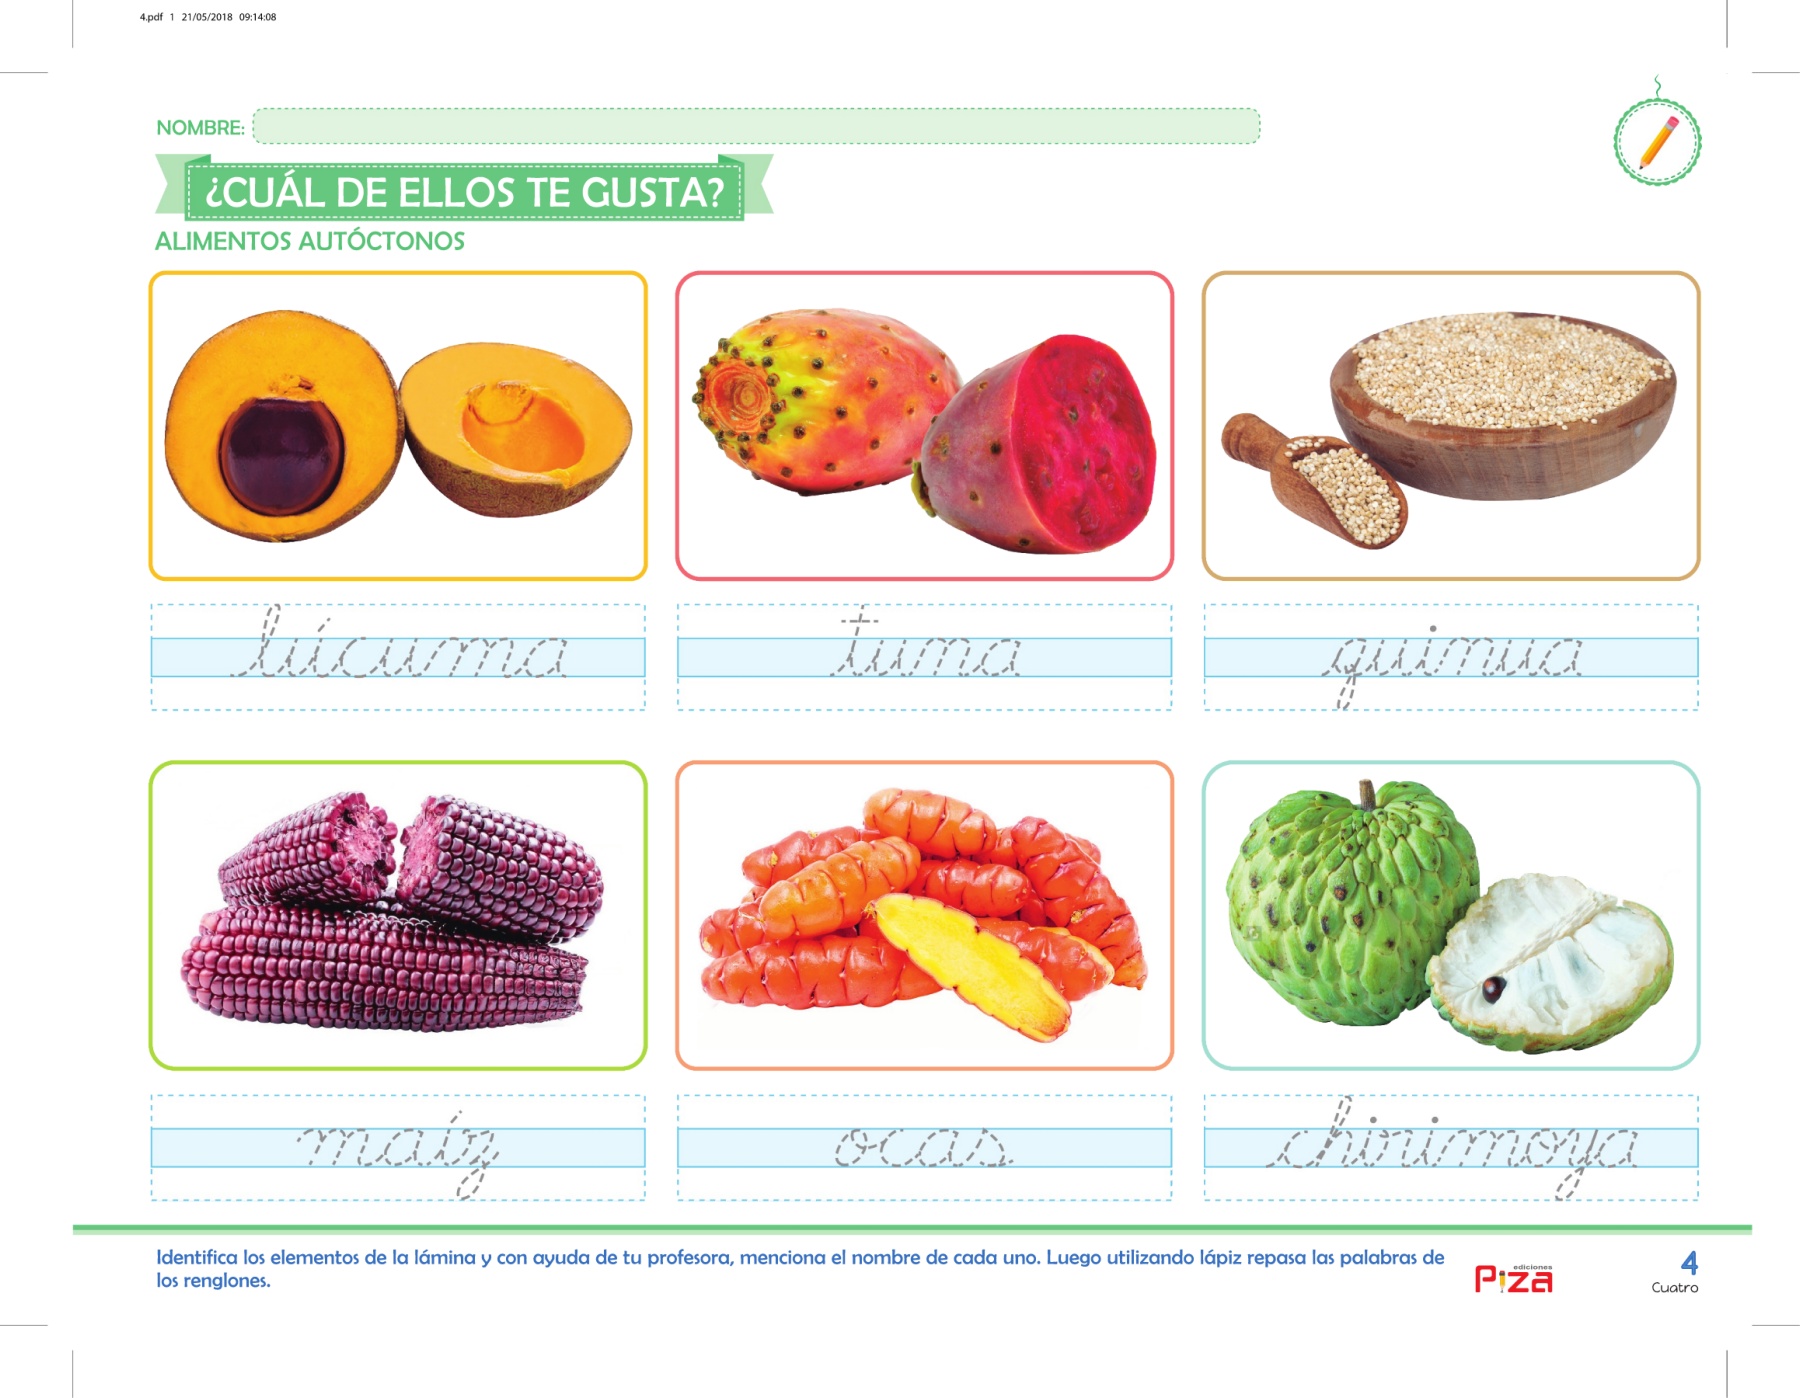 4.pdf 1 21/05/2018 09:14:08
NOMBRE:
¿CUÁL DE ELLOS TE GUSTA?
ALIMENTOS AUTÓCTONOS
lúcuma
tuna
quinua
maíz
ocas
chirimoya
Identifica los elementos de la lámina y con ayuda de tu profesora, menciona el nombre de cada uno. Luego utilizando lápiz repasa las palabras de
los renglones.
ediciones
Piza
4
Cuatro